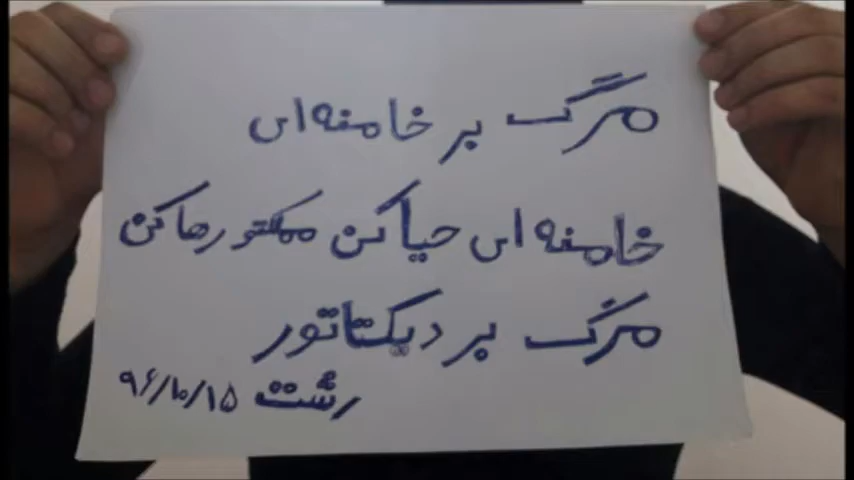 مرگ بر خامنه ای
خامنه ای حیا کن مملکتو رها کن
مرگ بر دیکتاتور
رشت ۹۶/۱۰/۱۵